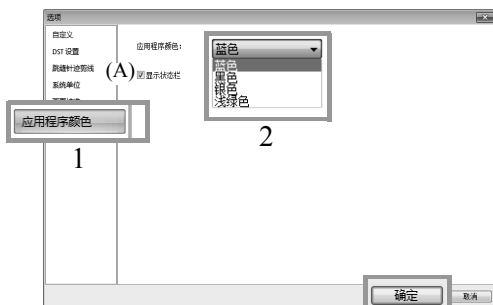 选项
自定义
DST 设置
跳缝针迹剪线
系统单位
应用程序颜色
1
应用程序颜色：
(A)
显示状态栏
蓝色
蓝色
黑色
银色
浅绿色
2
确定
取消